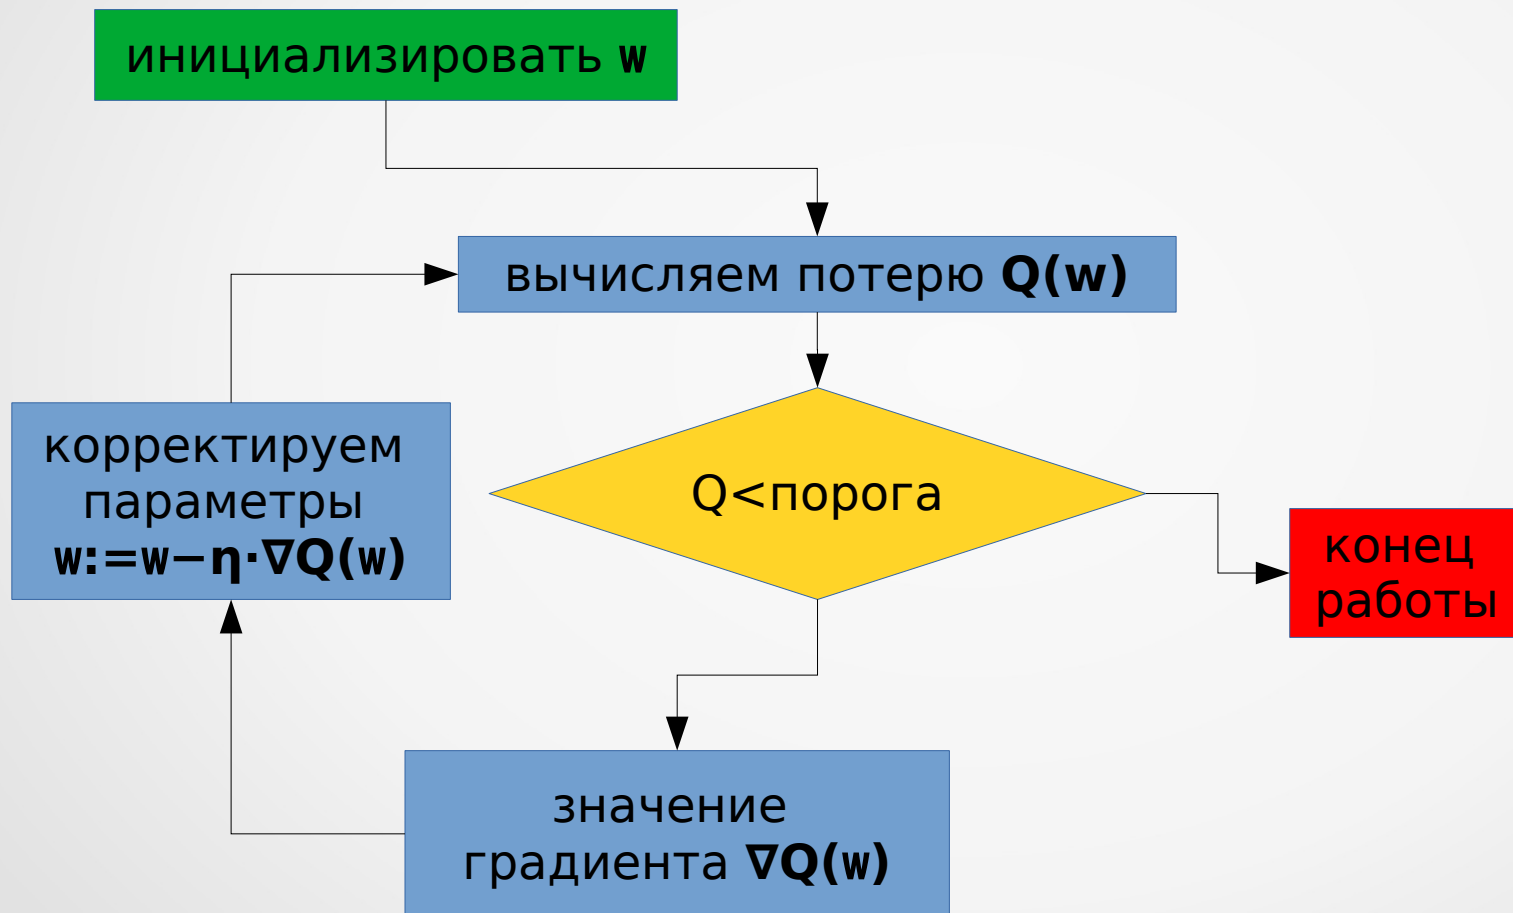 инициализировать w
вычисляем потерю Q(w)
корректируем
параметры
w:=w−η·∇Q(w)
Q<порога
конец
работы
значение
градиента ∇Q(w)